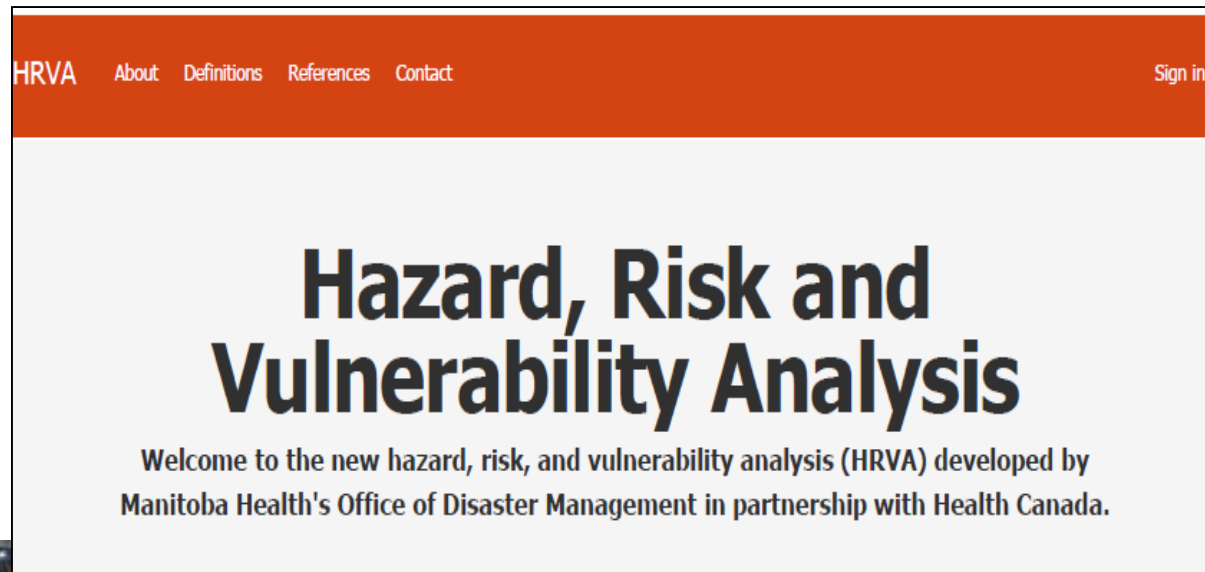 HRVA About Definitions References Contact Sign in
Hazard, Risk and
Vulnerability Analysis
Welcome to the new hazard, risk, and vulnerability analysis (HRVA) developed by
Manitoba Health's Office of Disaster Management in partnership with Health Canada.